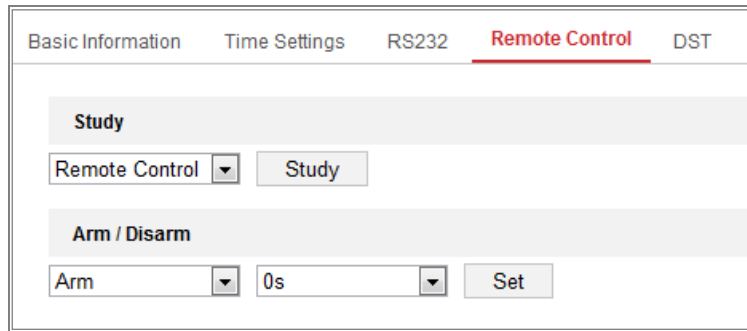 Basic Information Time Settings RS232 Remote Control DST
Study
Remote Control Study
Arm / Disarm
Arm 0s Set